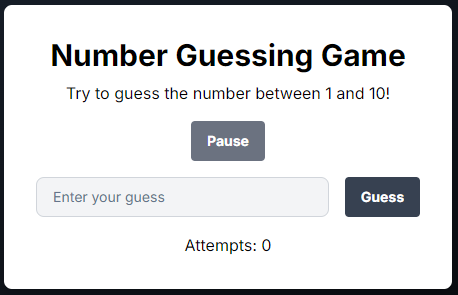 Number Guessing Game
Try to guess the number between 1 and 10!
Pause
Enter your guess
Guess
Attempts: 0